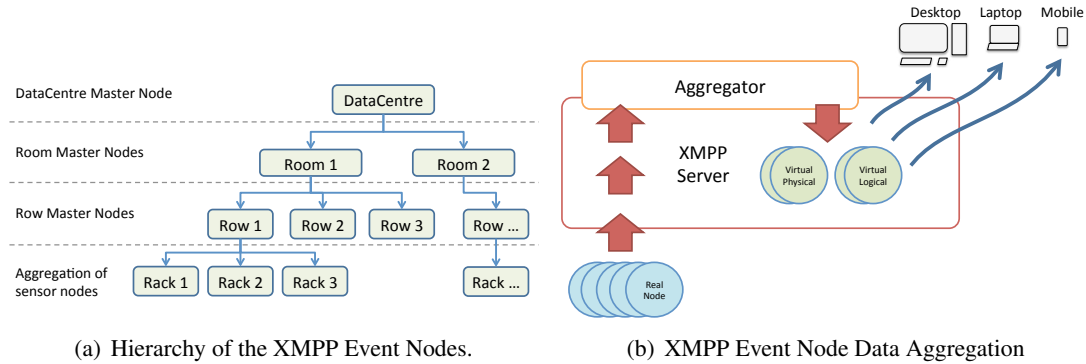 DataCentre Master Node
DataCentre
Room Master Nodes
Room 1
Room 2
Row Master Nodes
Row 1
Row 2
Row 3
Row ...
Aggregation of
sensor nodes
Rack 1
Rack 2
Rack 3
Rack ...
(a) Hierarchy of the XMPP Event Nodes.
Desktop
Laptop
Mobile
Aggregator
XMPP
Server
Virtual
Physical
Virtual
Logical
Real
Node
(b) XMPP Event Node Data Aggregation